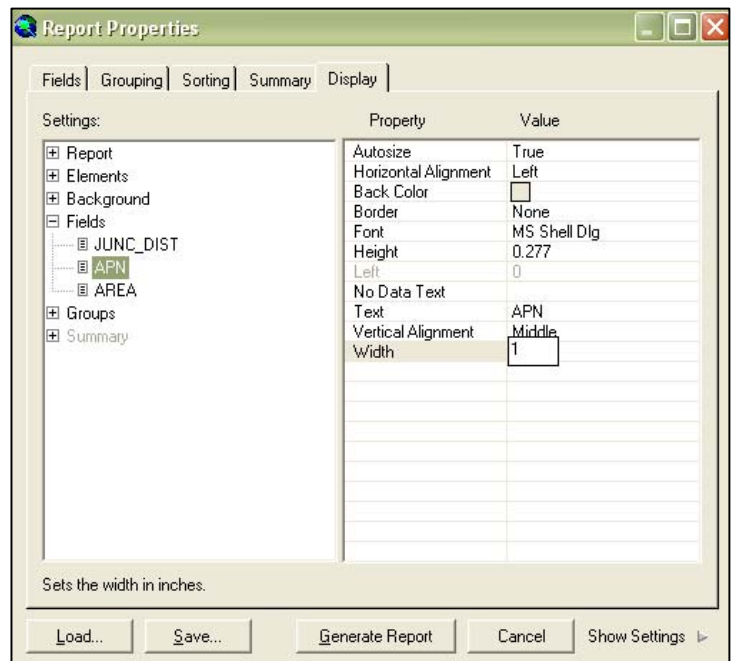 Report Properties
Fields Grouping Sorting Summary Display
Settings: Property Value
Report
Elements
Background
Fields
JUNC_DIST
APN
AREA
Groups
Summary
Autosize True
Horizontal Alignment Left
Back Color
Border None
Font MS Shell Dlg
Height 0.277
Left 0
No Data Text
Text APN
Vertical Alignment Middle
Width 1
Sets the width in inches.
Load... Save... Generate Report Cancel Show Settings